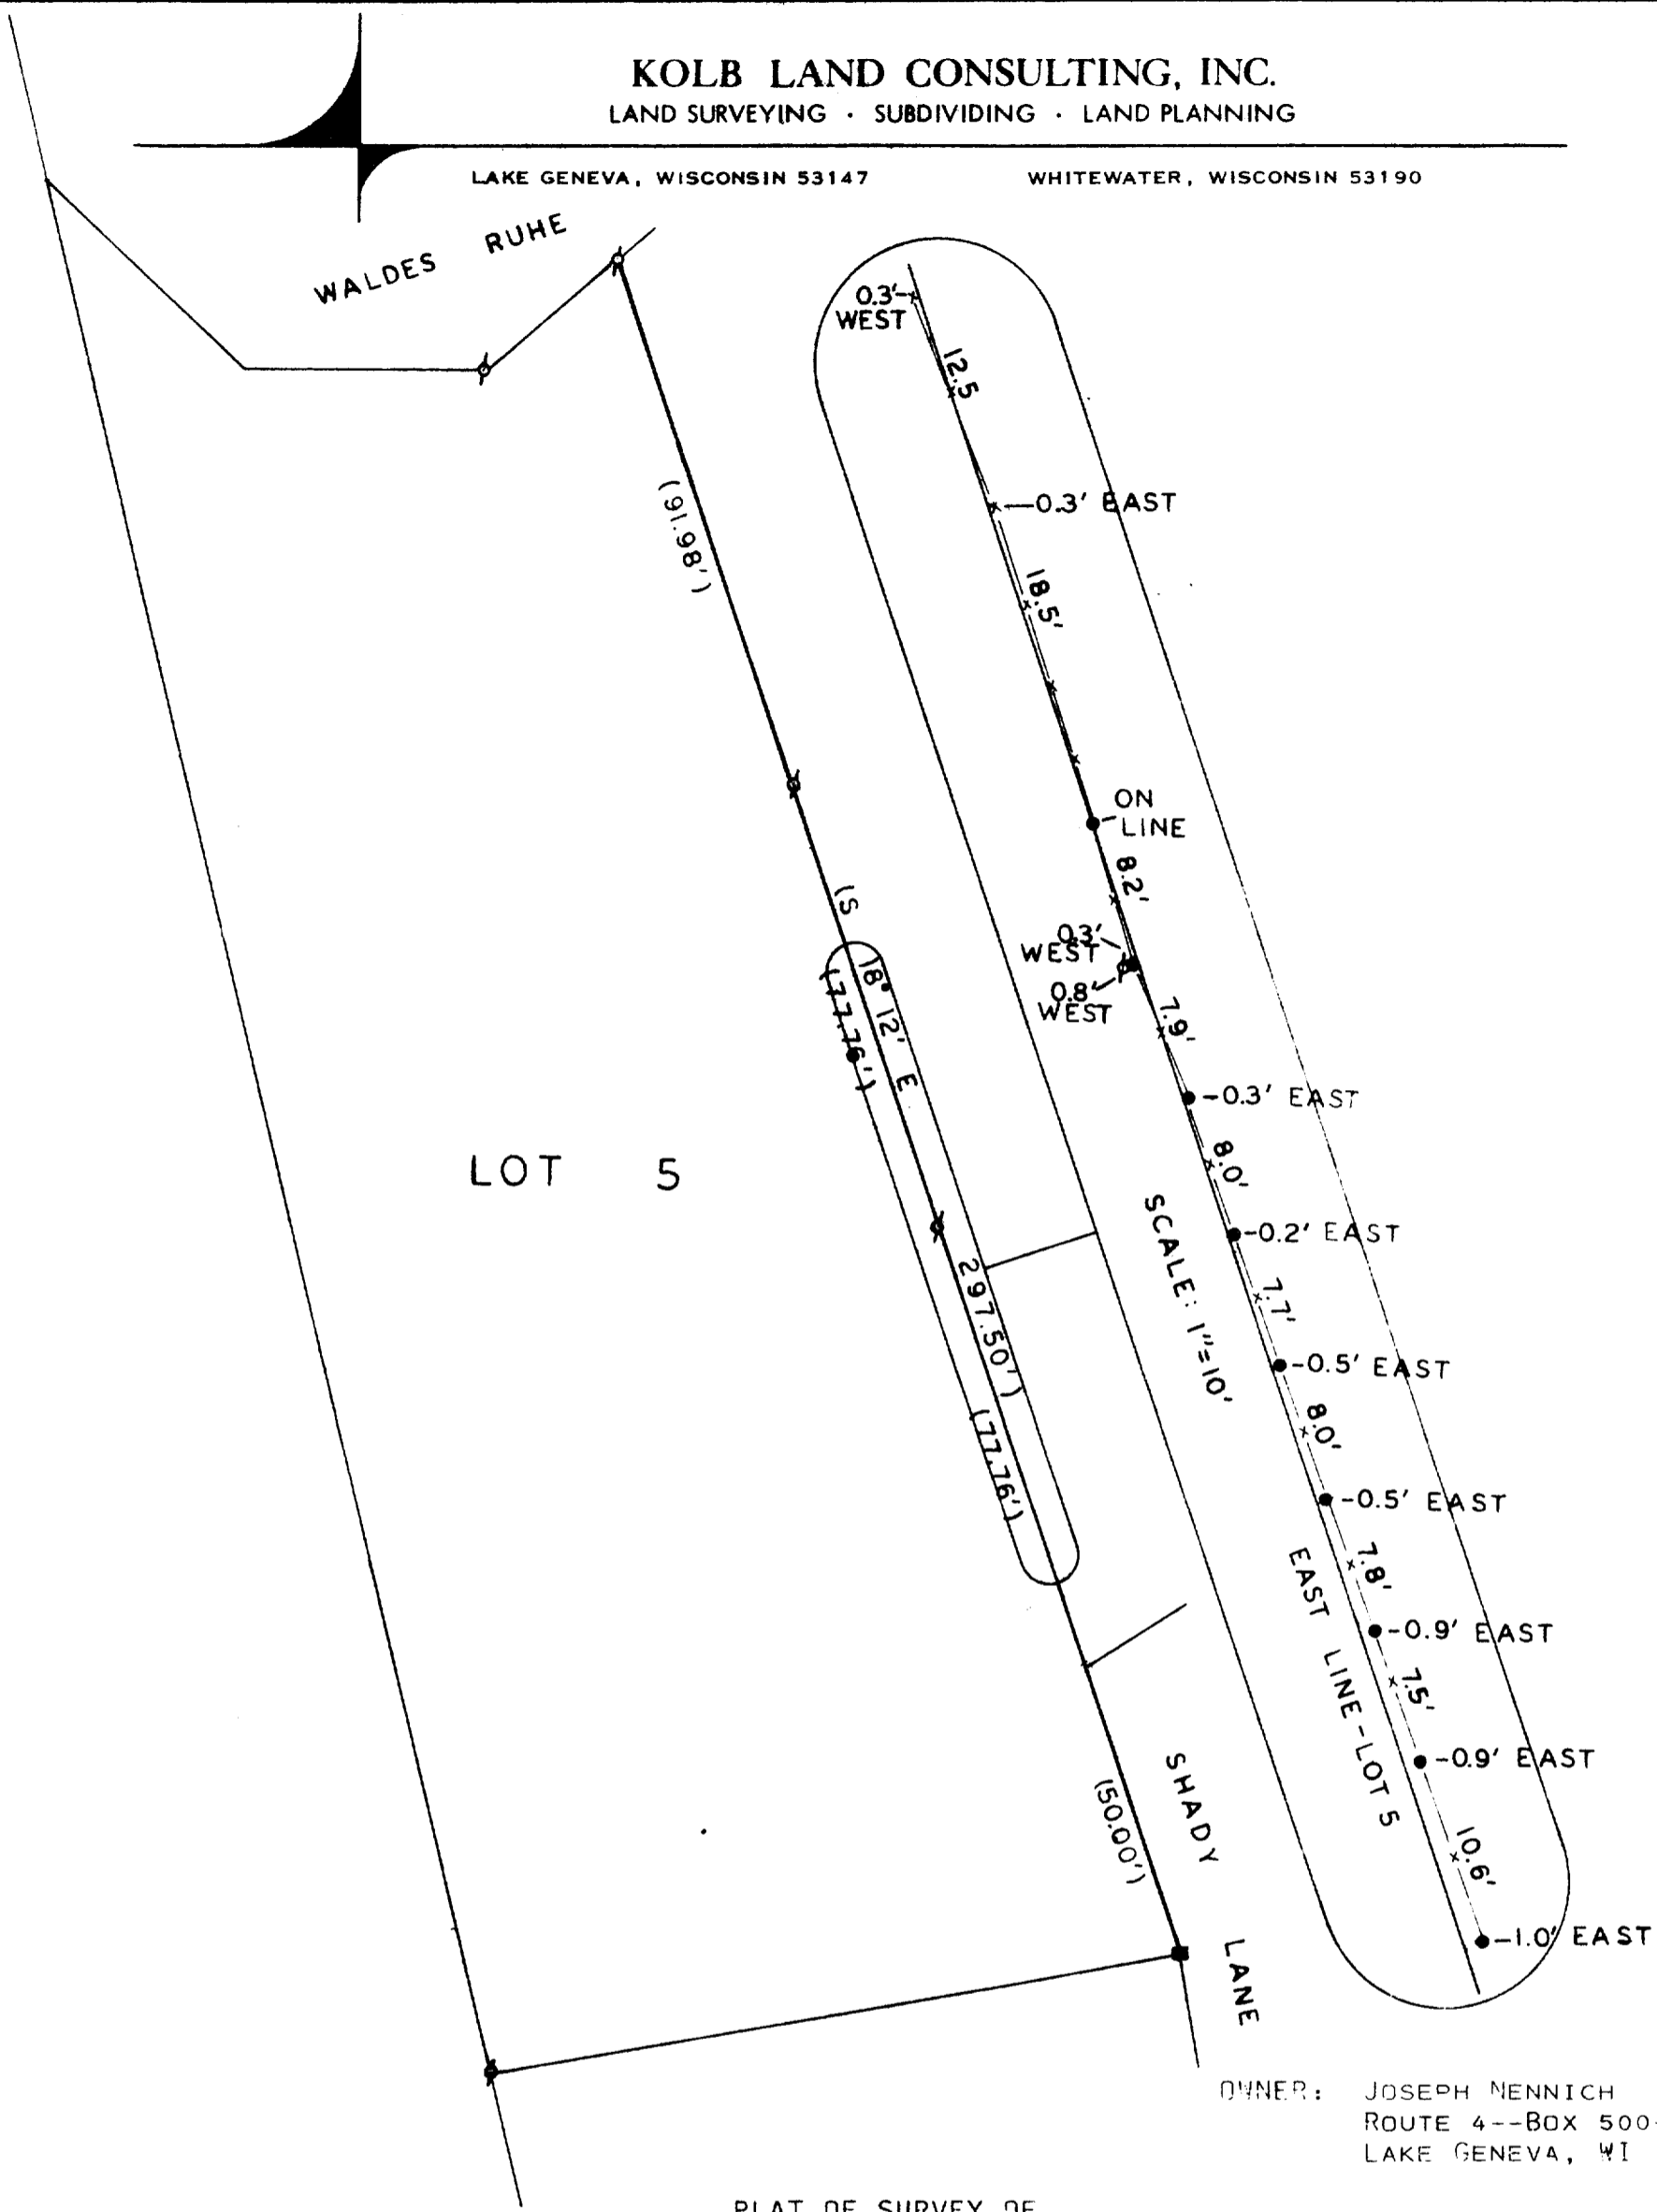 KOLB LAND CONSULTING, INC.
LAND SURVEYING · SUBDIVIDING · LAND PLANNING
LAKE GENEVA, WISCONSIN 53147
WHITEWATER, WISCONSIN 53190
WALDES RUHE
0.3'
WEST
12.5
(91.98')
0.3' EAST
18.5'
ON
LINE
8.2'
(S 18° 12' E 297.50')
0.3'
WEST
0.8'
WEST
(77.76')
7.9'
0.3' EAST
LOT 5
8.0'
0.2' EAST
SCALE: 1"=10'
7.7'
0.5' EAST
8.0'
(77.76')
0.5' EAST
7.8'
EAST LINE-LOT 5
0.9' EAST
7.5'
0.9' EAST
(50.00')
SHADY LANE
10.6'
1.0' EAST
OWNER: JOSEPH NENNICH
ROUTE 4--BOX 500-
LAKE GENEVA, WI
PLAT OF SURVEY OF